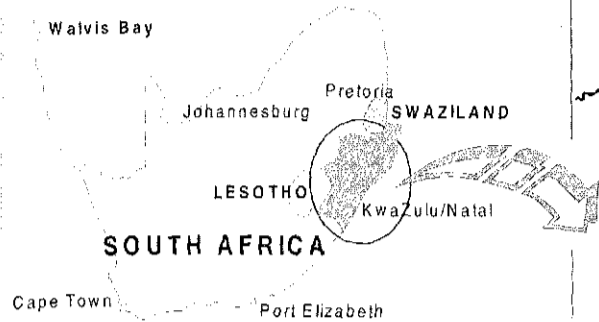 Walvis Bay
Pretoria
Johannesburg
SWAZILAND
LESOTHO
KwaZulu/Natal
SOUTH AFRICA
Cape Town
Port Elizabeth